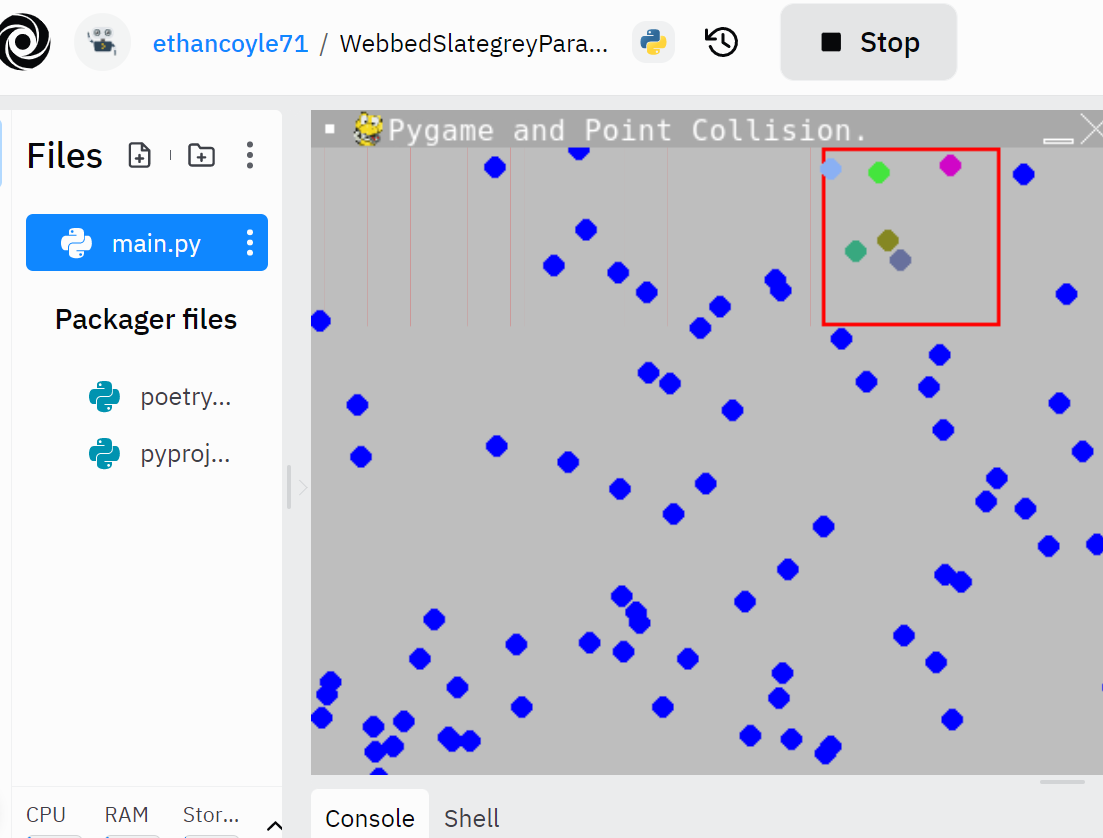 ethancoyle71 / WebbedSlategreyPara...
Stop
Files
main.py
Packager files
poetry...
pyproj...
CPU RAM Stor...
Pygame and Point Collision.
Console Shell